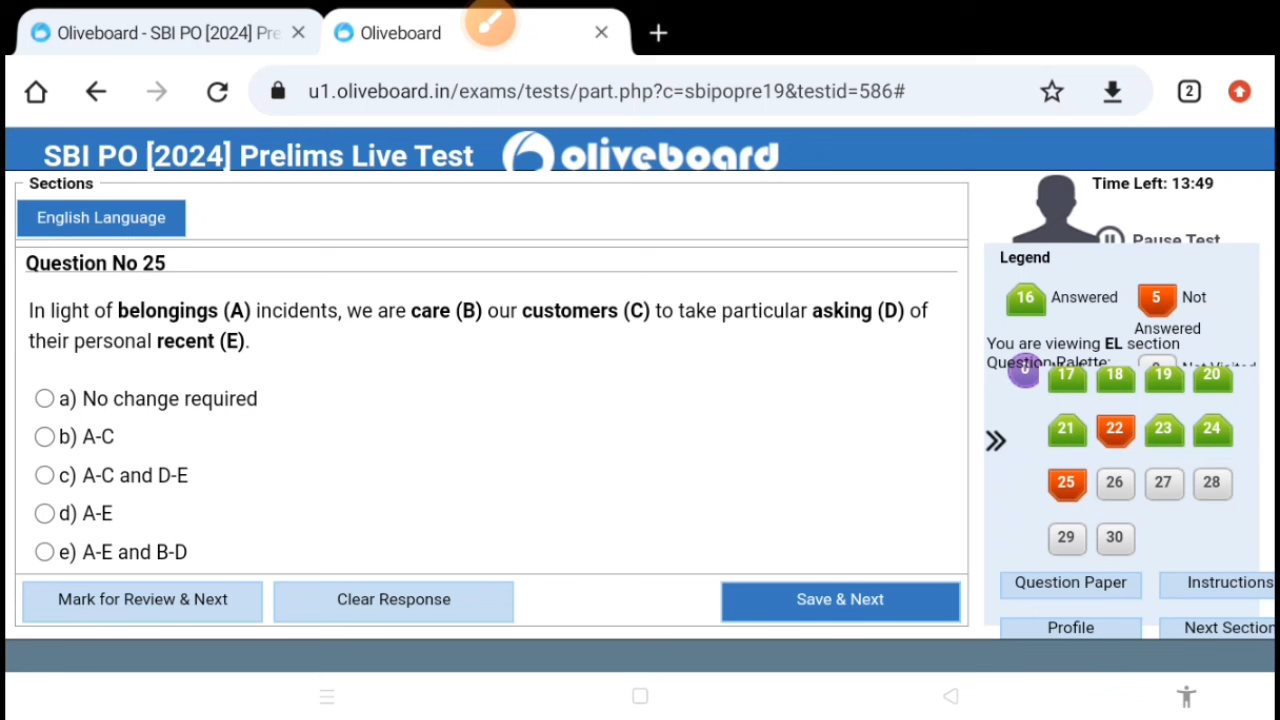 Oliveboard - SBI PO [2024] Pre
Oliveboard
u1.oliveboard.in/exams/tests/part.php?c=sbipopre19&testid=586#
2
SBI PO [2024] Prelims Live Test
oliveboard
Sections
English Language
Time Left: 13:49
Pause Test
Question No 25
In light of belongings (A) incidents, we are care (B) our customers (C) to take particular asking (D) of
their personal recent (E).
a) No change required
b) A-C
c) A-C and D-E
d) A-E
e) A-E and B-D
Mark for Review & Next
Clear Response
Save & Next
Legend
16 Answered
5 Not
Answered
You are viewing EL section
Question Palette:
17 18 19 20
21 22 23 24
25 26 27 28
29 30
Question Paper
Instructions
Profile
Next Section